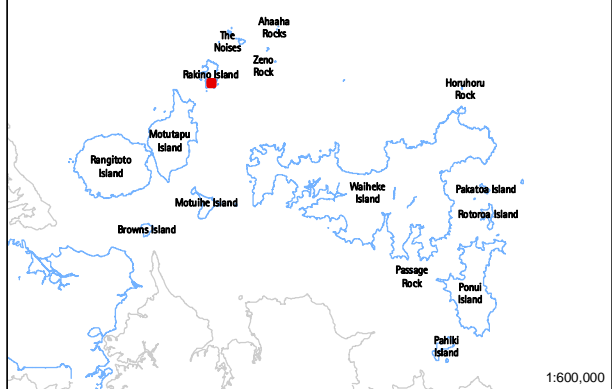 Ahaaha
Rocks
The
Noises
Zeno
Rock
Rakino Island
Horuhoru
Rock
Motutapu
Island
Rangitoto
Island
Waiheke
Island
Pakatoa Island
Motuihe Island
Rotoroa Island
Browns Island
Passage
Rock
Ponui
Island
Pahiki
Island
1:600,000